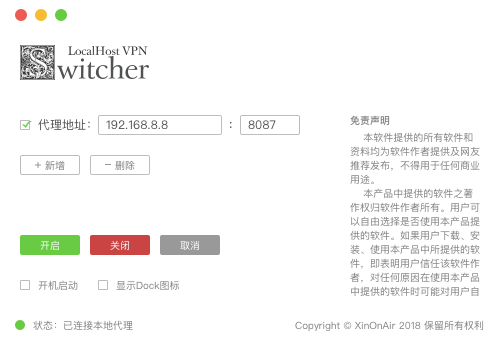 LocalHost VPN
Switcher
代理地址： 192.168.8.8 : 8087
+ 新增 − 删除
开启 关闭 取消
开机启动 显示Dock图标
状态：已连接本地代理
免责声明
本软件提供的所有软件和
资料均为软件作者提供及网友
推荐发布，不得用于任何商业
用途。
本产品中提供的软件之著
作权归软件作者所有。用户可
以自由选择是否使用本产品提
供的软件。如果用户下载、安
装、使用本产品中所提供的软
件，即表明用户信任该软件作
者，对任何原因在使用本产品
中提供的软件时可能对用户自
Copyright © XinOnAir 2018 保留所有权利